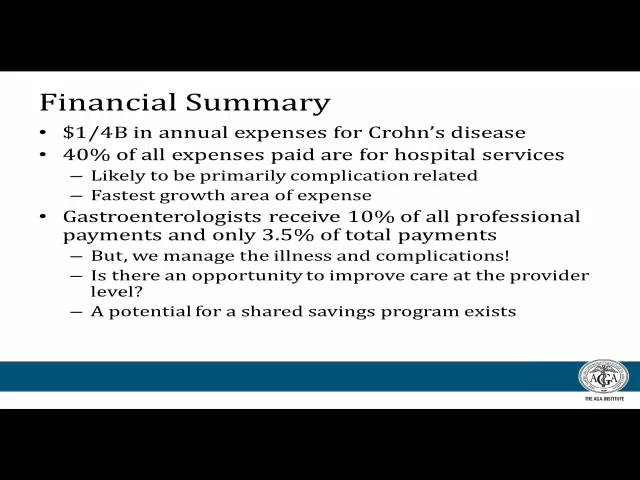 Financial Summary
• $1/4B in annual expenses for Crohn's disease
• 40% of all expenses paid are for hospital services
– Likely to be primarily complication related
– Fastest growth area of expense
• Gastroenterologists receive 10% of all professional
payments and only 3.5% of total payments
– But, we manage the illness and complications!
– Is there an opportunity to improve care at the provider
level?
– A potential for a shared savings program exists
AGA
THE AGA INSTITUTE